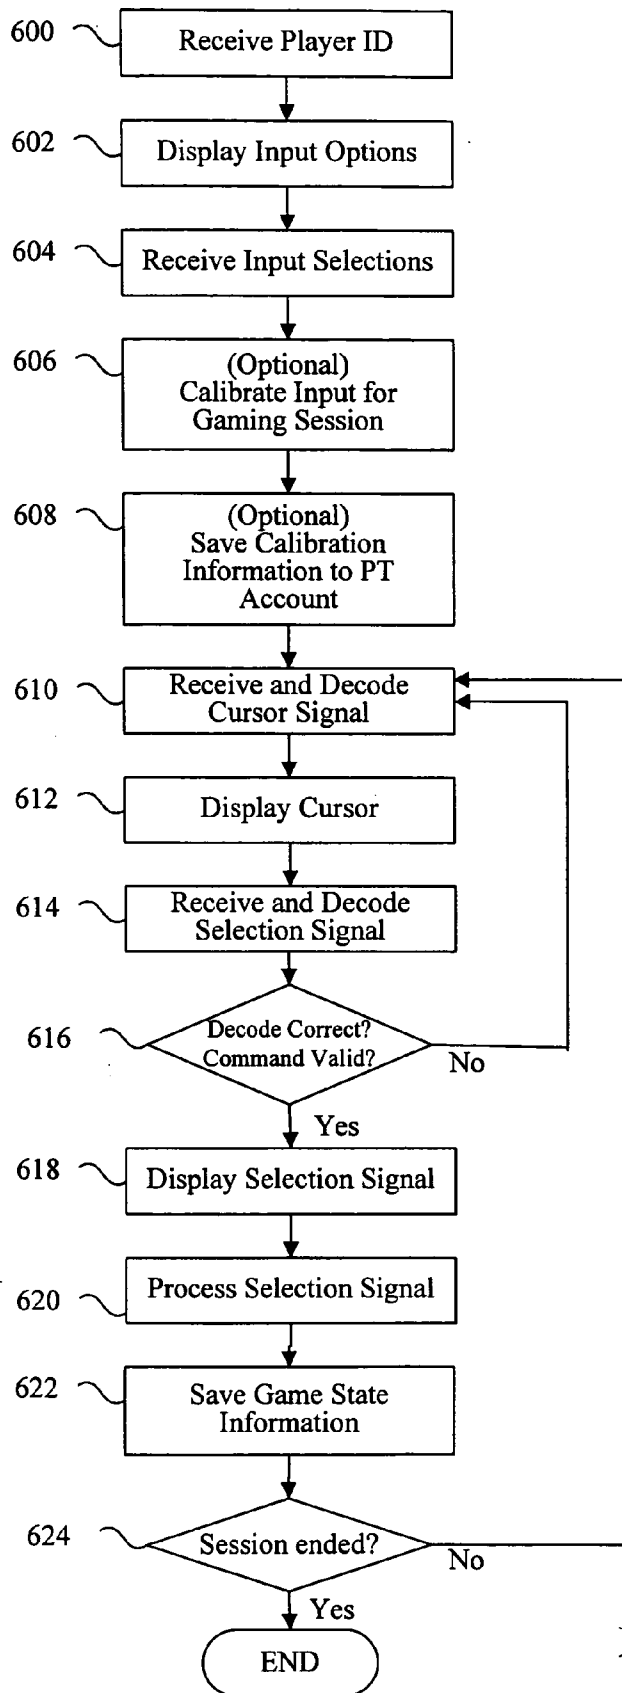 600
Receive Player ID
602
Display Input Options
604
Receive Input Selections
606
(Optional)
Calibrate Input for
Gaming Session
608
(Optional)
Save Calibration
Information to PT
Account
610
Receive and Decode
Cursor Signal
612
Display Cursor
614
Receive and Decode
Selection Signal
616
Decode Correct?
Command Valid?
No
Yes
618
Display Selection Signal
620
Process Selection Signal
622
Save Game State
Information
624
Session ended?
No
Yes
END